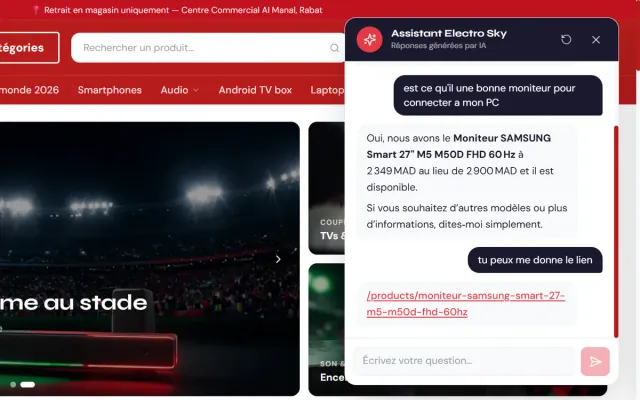 Retrait en magasin uniquement — Centre Commercial Al Manal, Rabat
tégories
Rechercher un produit...
monde 2026
Smartphones
Audio
Android TV box
Laptop
me au stade
COUP
TVs &
SON &
Ence
Assistant Electro Sky
Réponses générées par IA
est ce qu'il une bonne moniteur pour
connecter a mon PC
Oui, nous avons le Moniteur SAMSUNG
Smart 27" M5 M50D FHD 60 Hz à
2 349 MAD au lieu de 2 900 MAD et il est
disponible.
Si vous souhaitez d'autres modèles ou plus
d'informations, dites-moi simplement.
tu peux me donne le lien
/products/moniteur-samsung-smart-27-
m5-m50d-fhd-60hz
Écrivez votre question...